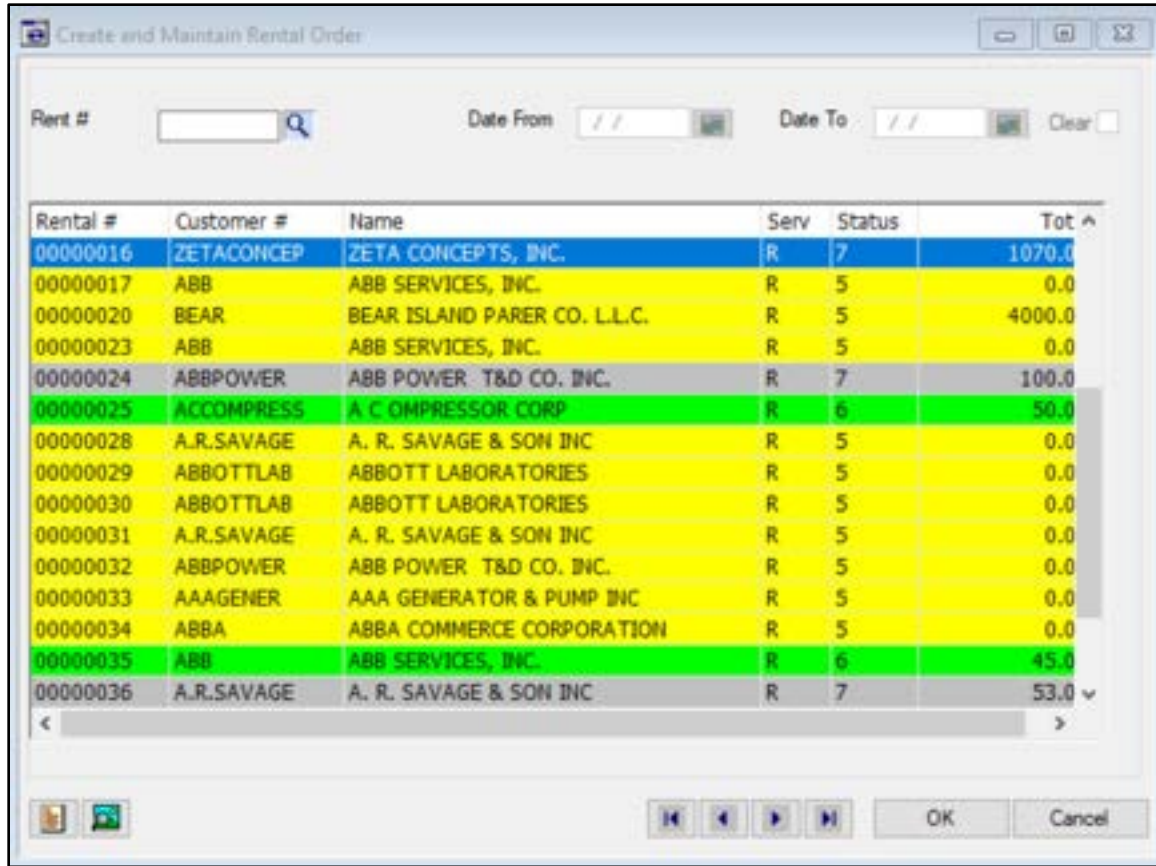 Create and Maintain Rental Order
Rent # Date From / / Date To / / Clear
Rental # Customer # Name Serv Status Tot
00000016 ZETACONCEP ZETA CONCEPTS, INC. R 7 1070.0
00000017 ABB ABB SERVICES, INC. R 5 0.0
00000020 BEAR BEAR ISLAND PARER CO. L.L.C. R 5 4000.0
00000023 ABB ABB SERVICES, INC. R 5 0.0
00000024 ABBPOWER ABB POWER T&D CO. INC. R 7 100.0
00000025 ACCOMPRESS A C OMPRESSOR CORP R 6 50.0
00000028 A.R.SAVAGE A. R. SAVAGE & SON INC R 5 0.0
00000029 ABBOTTLAB ABBOTT LABORATORIES R 5 0.0
00000030 ABBOTTLAB ABBOTT LABORATORIES R 5 0.0
00000031 A.R.SAVAGE A. R. SAVAGE & SON INC R 5 0.0
00000032 ABBPOWER ABB POWER T&D CO. INC. R 5 0.0
00000033 AAAGENER AAA GENERATOR & PUMP INC R 5 0.0
00000034 ABBA ABBA COMMERCE CORPORATION R 5 0.0
00000035 ABB ABB SERVICES, INC. R 6 45.0
00000036 A.R.SAVAGE A. R. SAVAGE & SON INC R 7 53.0
OK Cancel